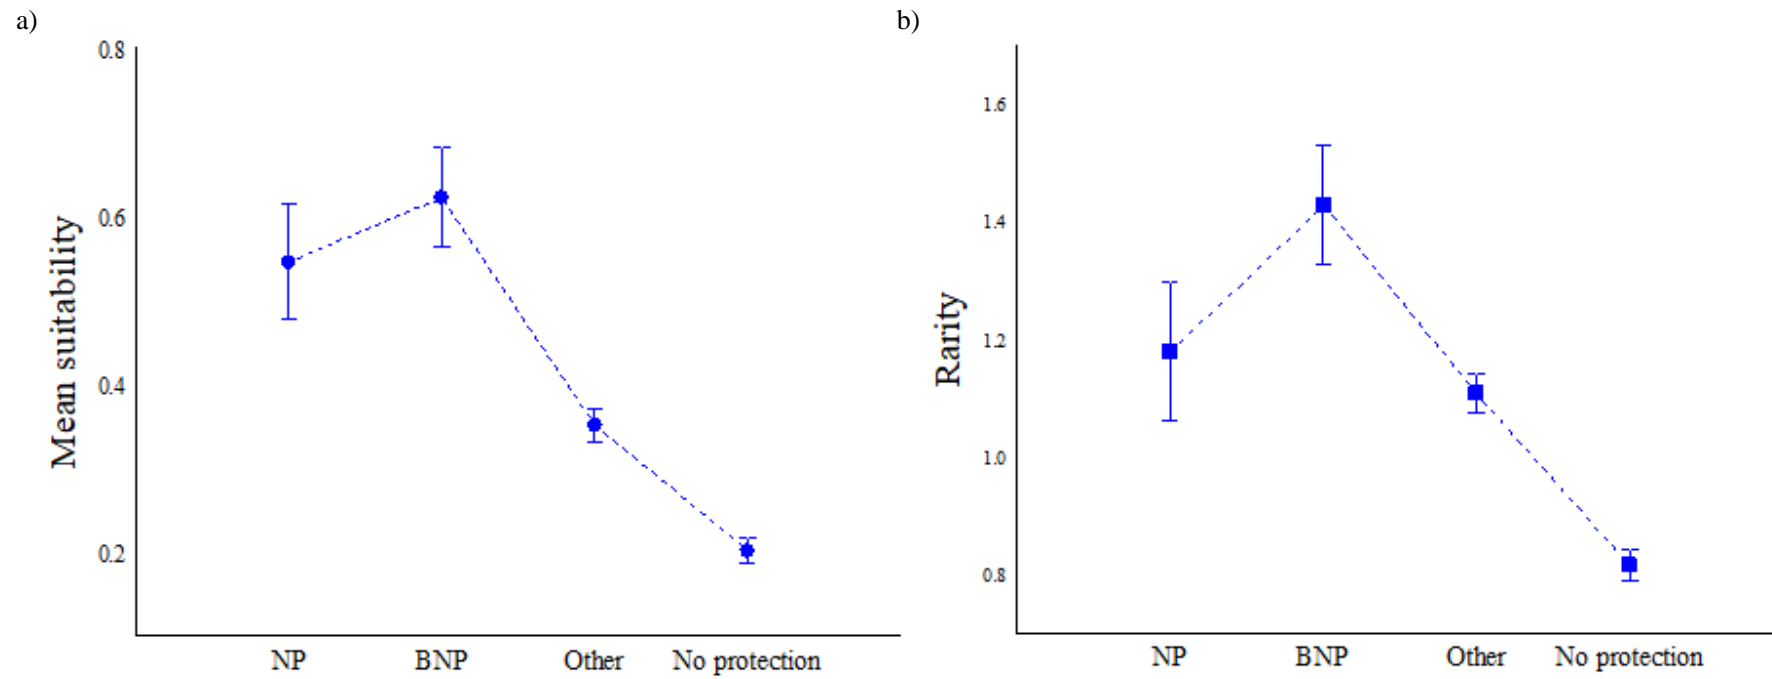 a)
Mean suitability
0.8
0.6
0.4
0.2
NP BNP Other No protection
b)
Rarity
1.6
1.4
1.2
1.0
0.8
NP BNP Other No protection